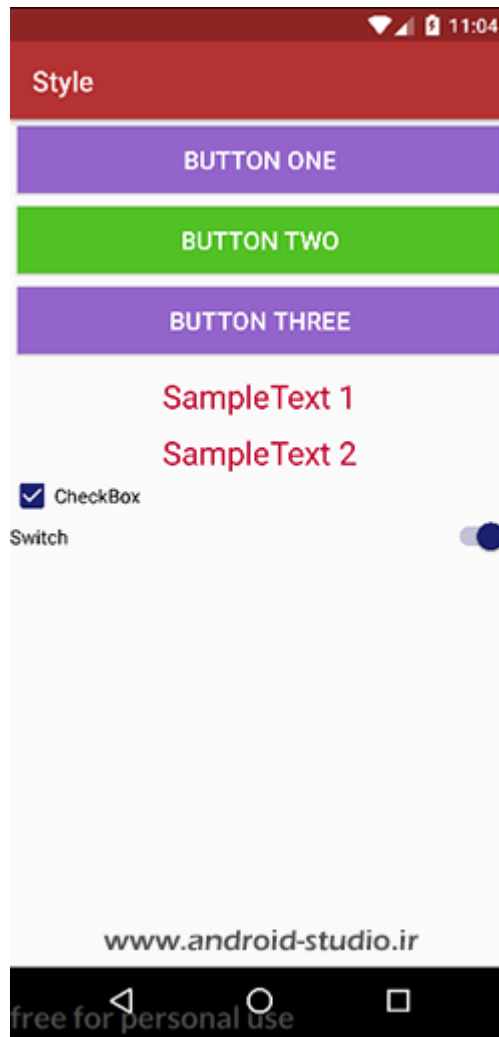 11:04
Style
BUTTON ONE
BUTTON TWO
BUTTON THREE
SampleText 1
SampleText 2
CheckBox
Switch
www.android-studio.ir
free for personal use